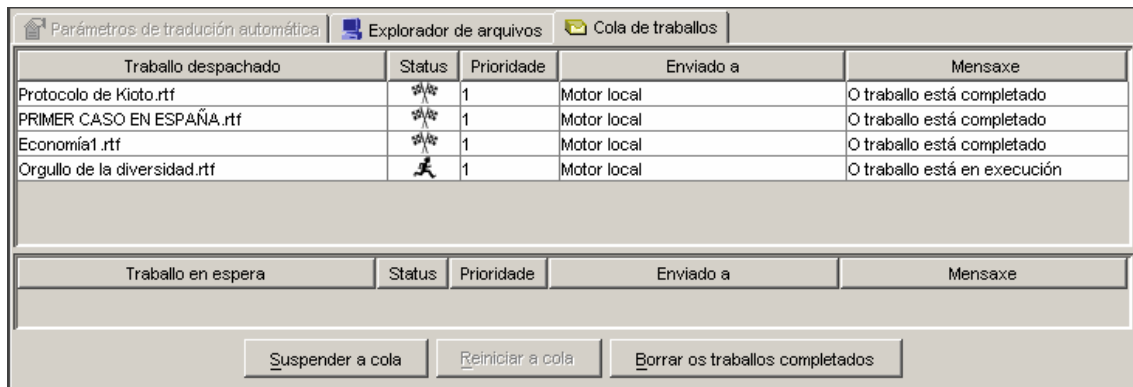 Parámetros de tradución automática Explorador de arquivos Cola de traballos
Traballo despachado Status Prioridade Enviado a Mensaxe
Protocolo de Kioto.rtf 1 Motor local O traballo está completado
PRIMER CASO EN ESPAÑA.rtf 1 Motor local O traballo está completado
Economía1.rtf 1 Motor local O traballo está completado
Orgullo de la diversidad.rtf 1 Motor local O traballo está en execución
Traballo en espera Status Prioridade Enviado a Mensaxe
Suspender a cola Reiniciar a cola Borrar os traballos completados